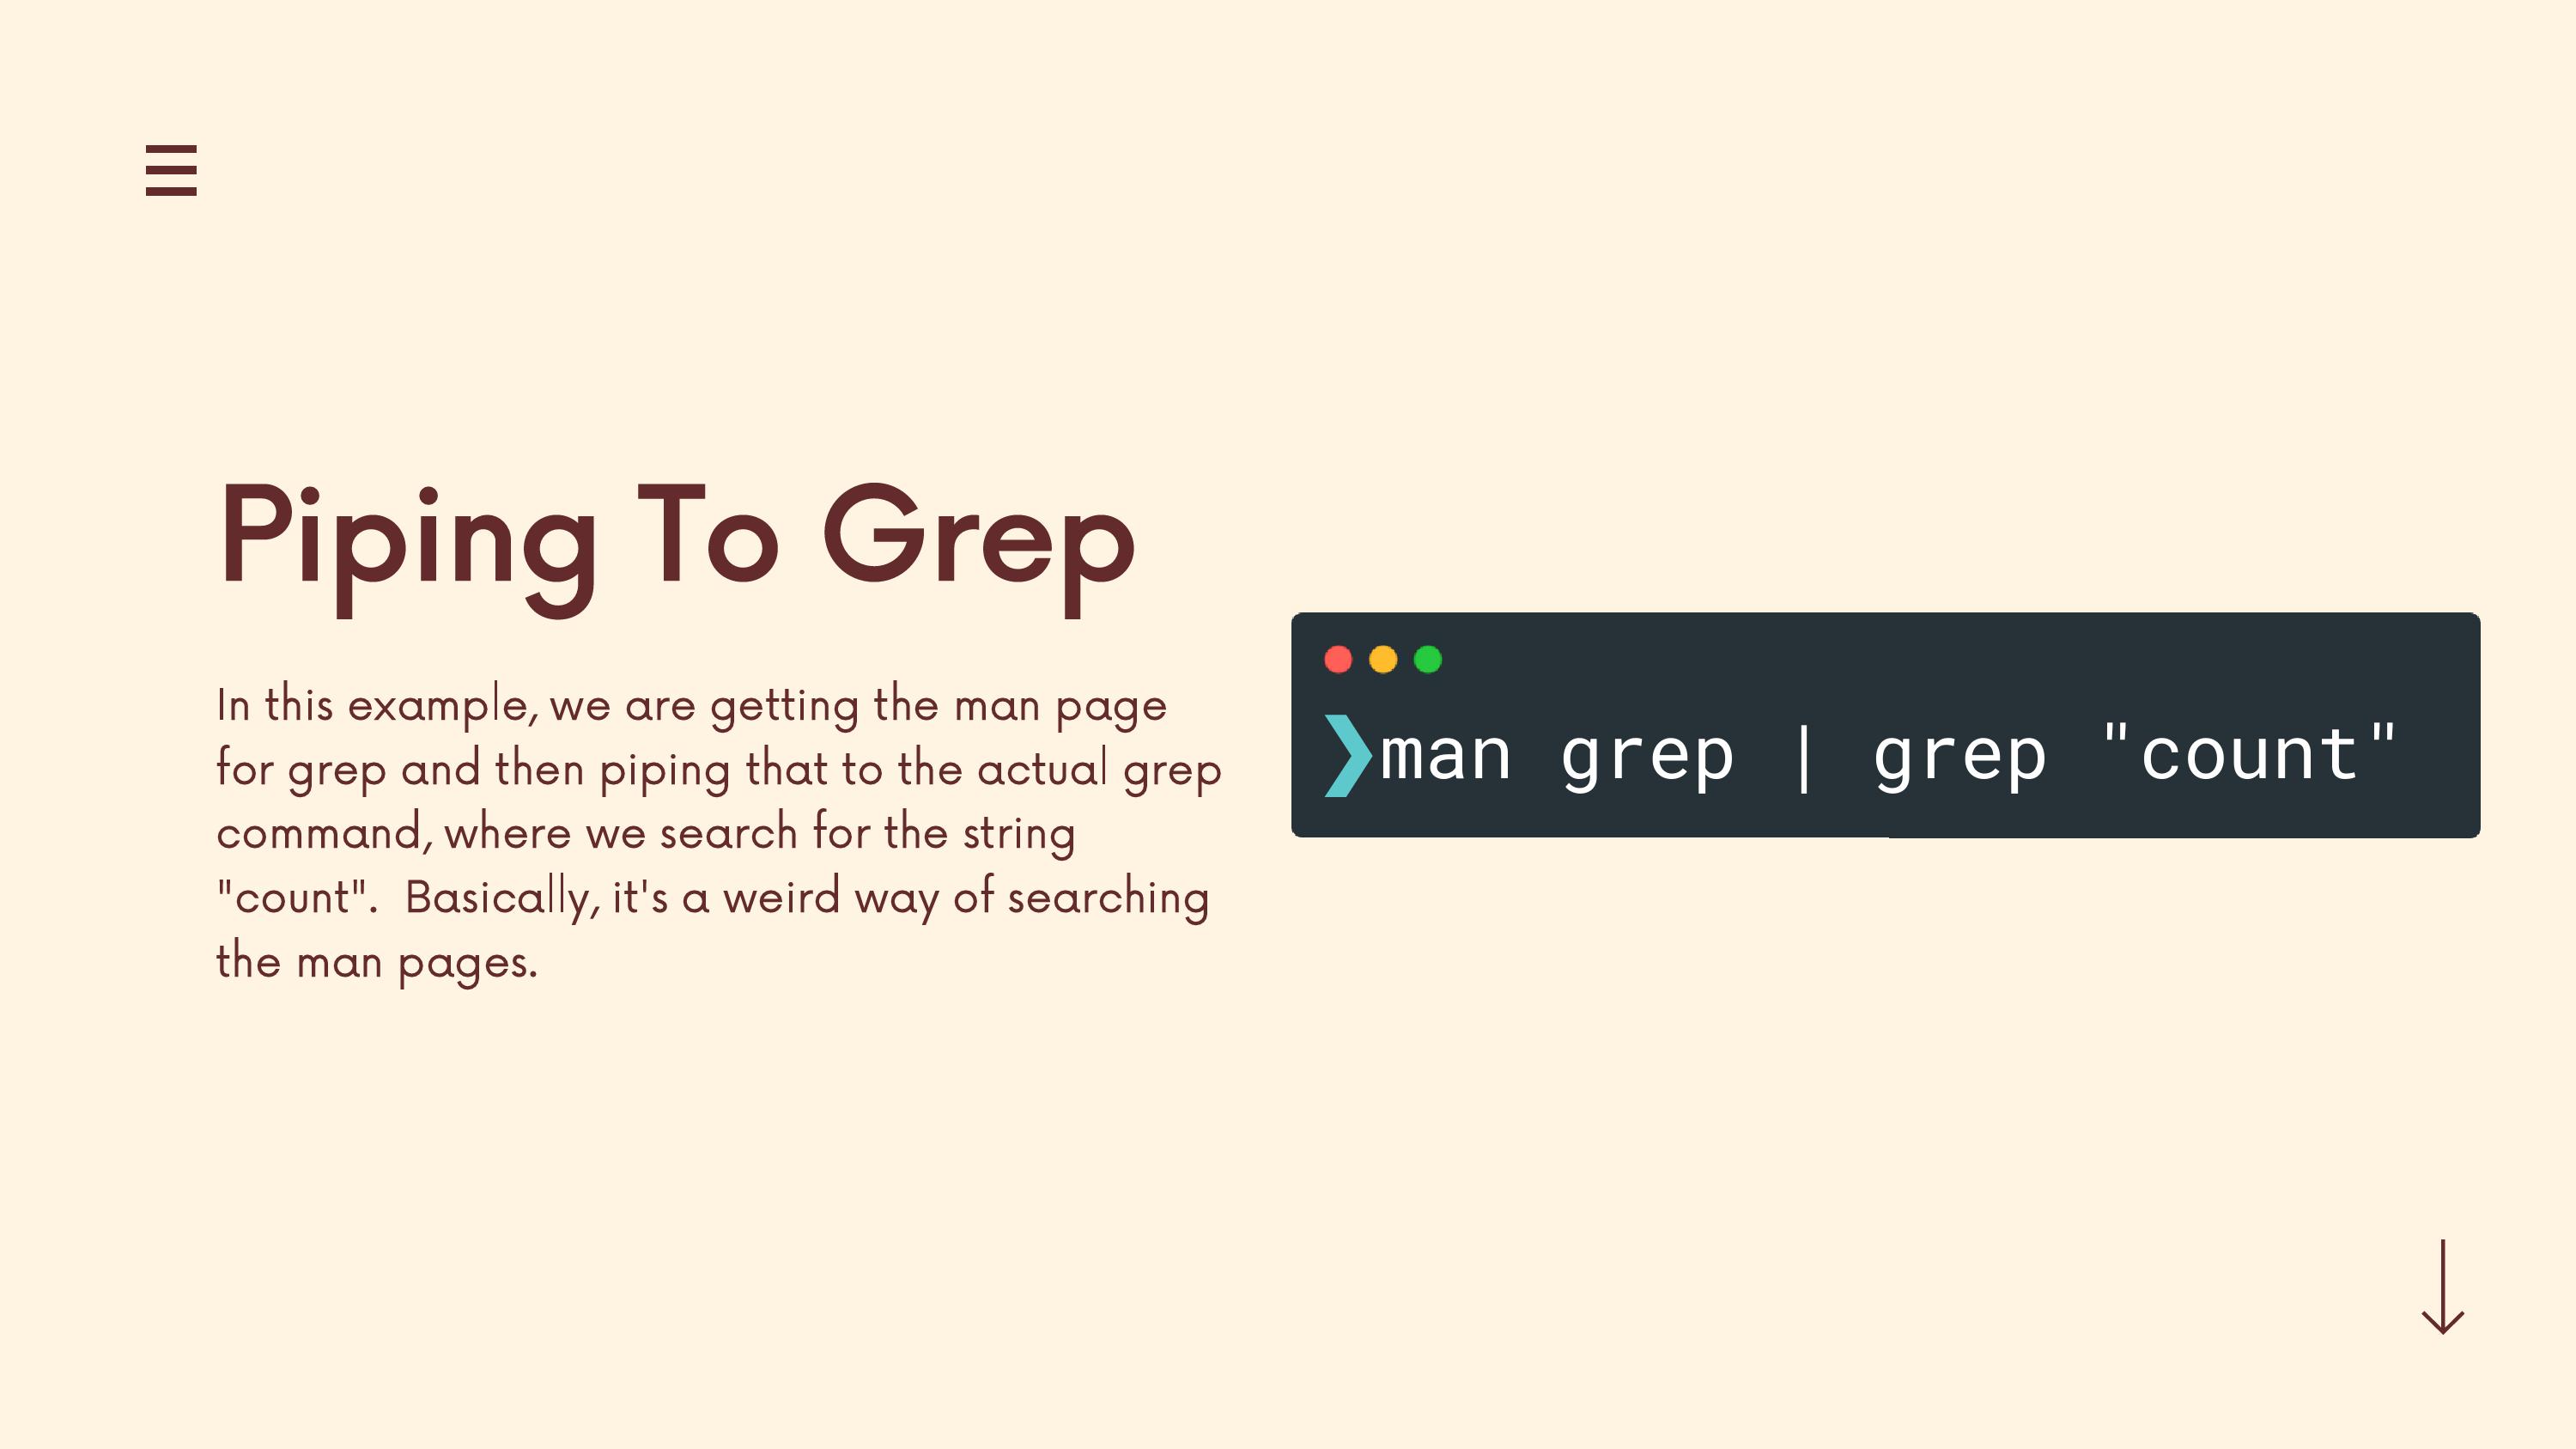 Piping To Grep
In this example, we are getting the man page
for grep and then piping that to the actual grep
command, where we search for the string
"count".  Basically, it's a weird way of searching
the man pages.
❯man grep | grep "count"